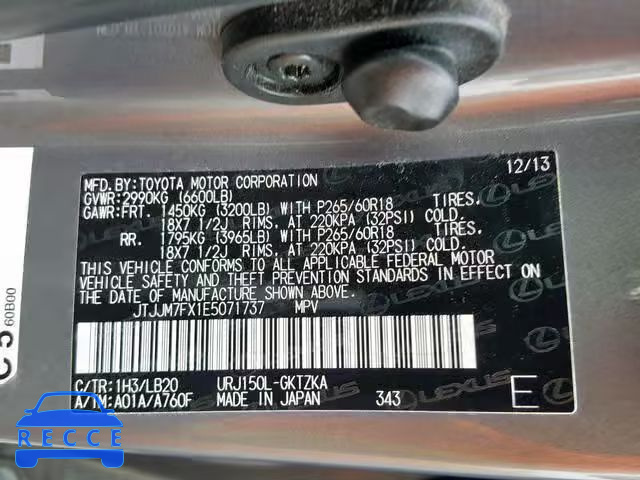 12/13
MFD. BY:TOYOTA MOTOR CORPORATION
GVWR:2990KG (6600LB)
GAWR:FRT. 1450KG (3200LB) WITH P265/60R18 TIRES.
18X7 1/2J RIMS, AT 220KPA (32PSI) COLD.
RR. 1795KG (3965LB) WITH P265/60R18 TIRES.
18X7 1/2J RIMS, AT 220KPA (32PSI) COLD.
THIS VEHICLE CONFORMS TO ALL APPLICABLE FEDERAL MOTOR
VEHICLE SAFETY AND THEFT PREVENTION STANDARDS IN EFFECT ON
THE DATE OF MANUFACTURE SHOWN ABOVE.
JTJJM7FX1E5071737 MPV
C/TR:1H3/LB20 URJ150L-GKTZKA
A/TM:A01A/A760F MADE IN JAPAN 343 E
LEXUS
LEXUS
C 5
60B00
RECCE